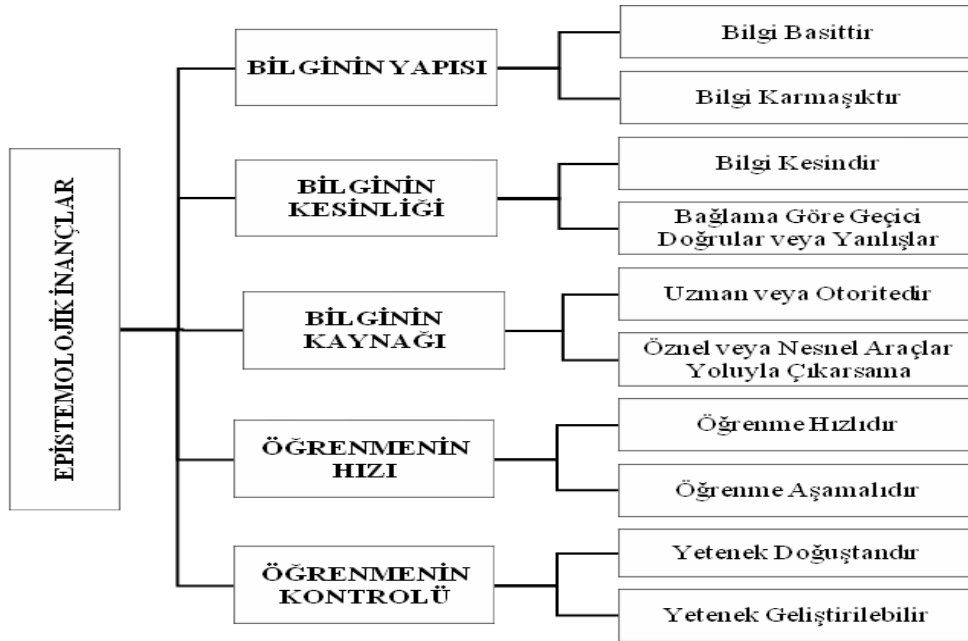 EPİSTEMOLOJİK İNANÇLAR
BİLGİNİN YAPISI
Bilgi Basittir
Bilgi Karmaşıktır
BİLGİNİN
KESİNLİĞİ
Bilgi Kesindir
Bağlama Göre Geçici
Doğrular veya Yanlışlar
BİLGİNİN
KAYNAĞI
Uzman veya Otoritedir
Öznel veya Nesnel Araçlar
Yoluyla Çıkarsama
ÖĞRENMENİN
HIZI
Öğrenme Hızlıdır
Öğrenme Aşamalıdır
ÖĞRENMENİN
KONTROLÜ
Yetenek Doğuştandır
Yetenek Geliştirilebilir